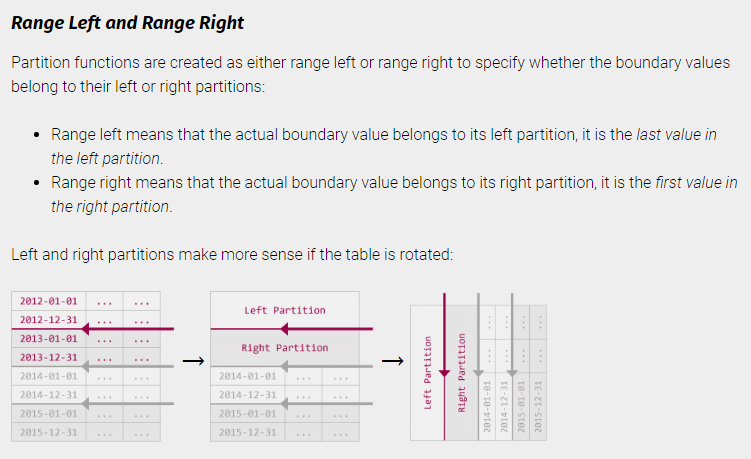 Range Left and Range Right
Partition functions are created as either range left or range right to specify whether the boundary values
belong to their left or right partitions:
Range left means that the actual boundary value belongs to its left partition, it is the last value in
the left partition.
Range right means that the actual boundary value belongs to its right partition, it is the first value in
the right partition.
Left and right partitions make more sense if the table is rotated:
2012-01-01 ... ...
2012-12-31 ... ...
2013-01-01 ... ...
2013-12-31 ... ...
2014-01-01 ... ...
2014-12-31 ... ...
2015-01-01 ... ...
2015-12-31 ... ...
Left Partition
Right Partition
2014-01-01 ... ...
2014-12-31 ... ...
2015-01-01 ... ...
2015-12-31 ... ...
Left Partition
Right Partition
2014-01-01 ... ...
2014-12-31 ... ...
2015-01-01 ... ...
2015-12-31 ... ...